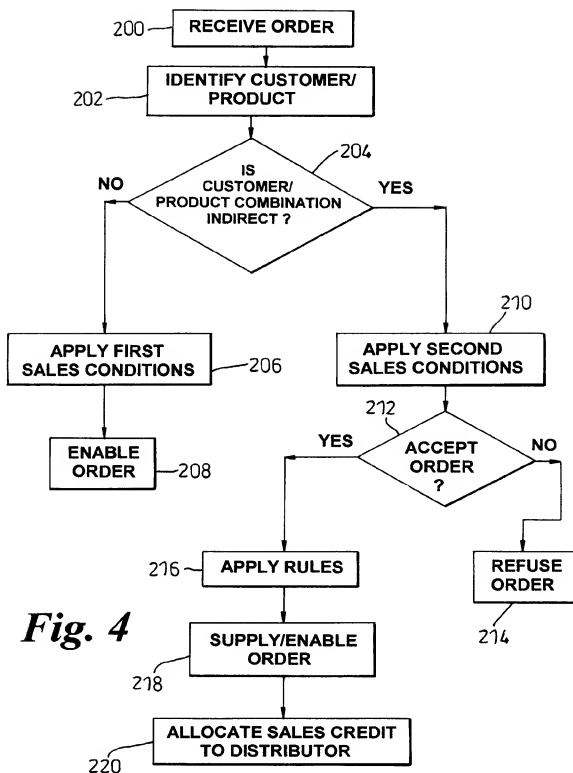 200
RECEIVE ORDER
202
IDENTIFY CUSTOMER/
PRODUCT
204
IS
CUSTOMER/
PRODUCT COMBINATION
INDIRECT ?
NO
YES
APPLY FIRST
SALES CONDITIONS
206
ENABLE
ORDER
208
210
APPLY SECOND
SALES CONDITIONS
212
ACCEPT
ORDER
?
YES
NO
REFUSE
ORDER
214
216
APPLY RULES
Fig. 4
SUPPLY/ENABLE
ORDER
218
ALLOCATE SALES CREDIT
TO DISTRIBUTOR
220